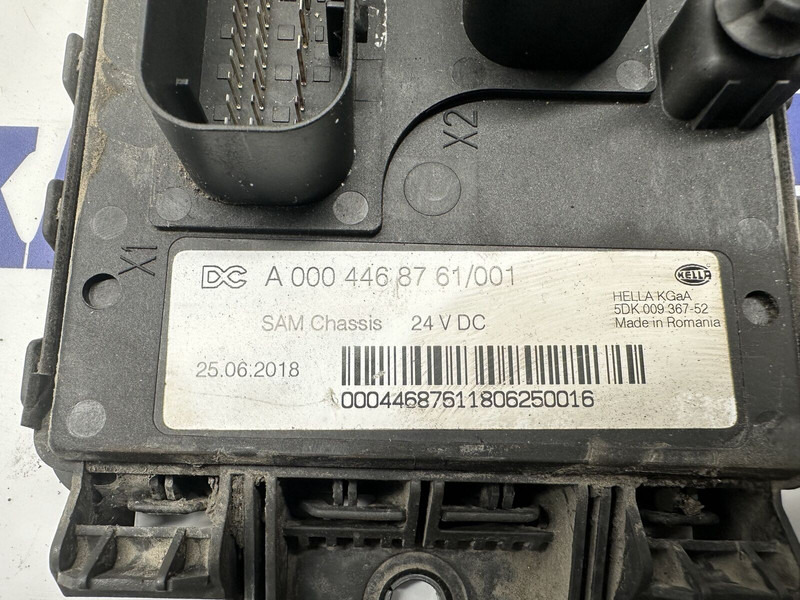 X2
X1
DC A 000 446 87 61/001
HELLA
HELLA KGaA
5DK 009 367-52
Made in Romania
SAM Chassis 24 V DC
25.06.2018
00044687611806250016